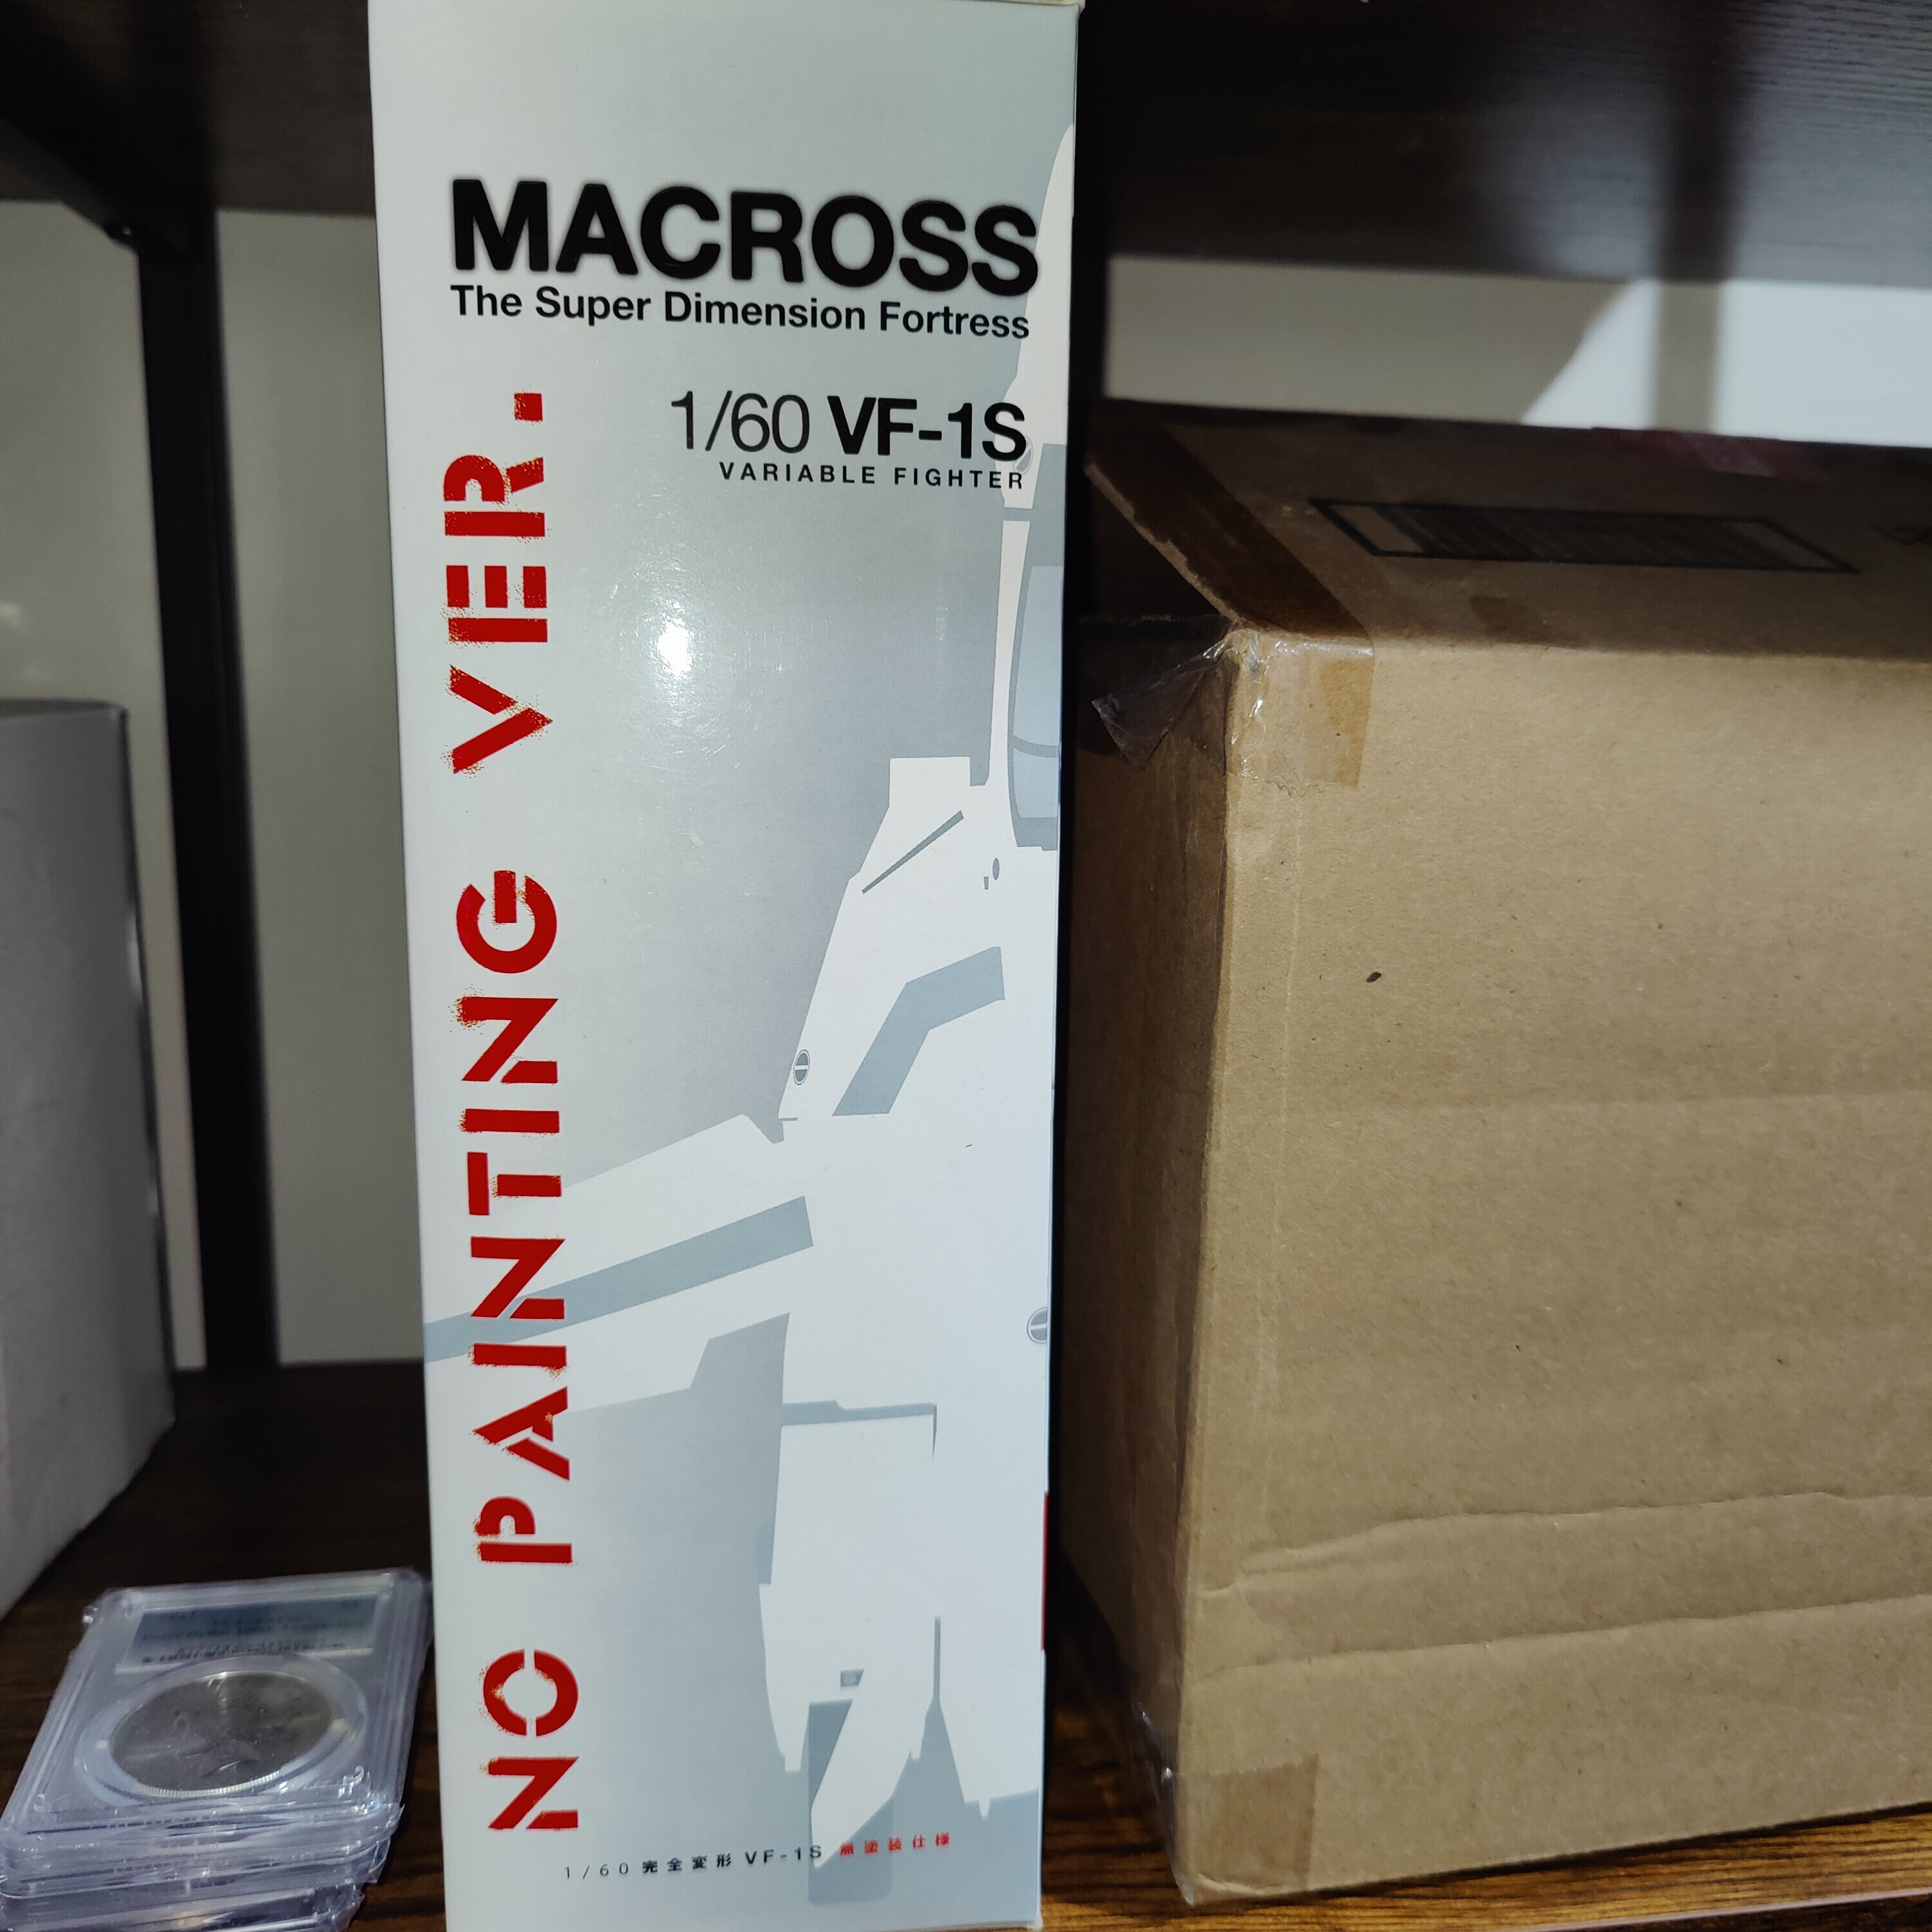 MACROSS
The Super Dimension Fortress
1/60 VF-1S
VARIABLE FIGHTER
NO PAINTING VER.
1/60 完全変形 VF-1S 無塗装仕様